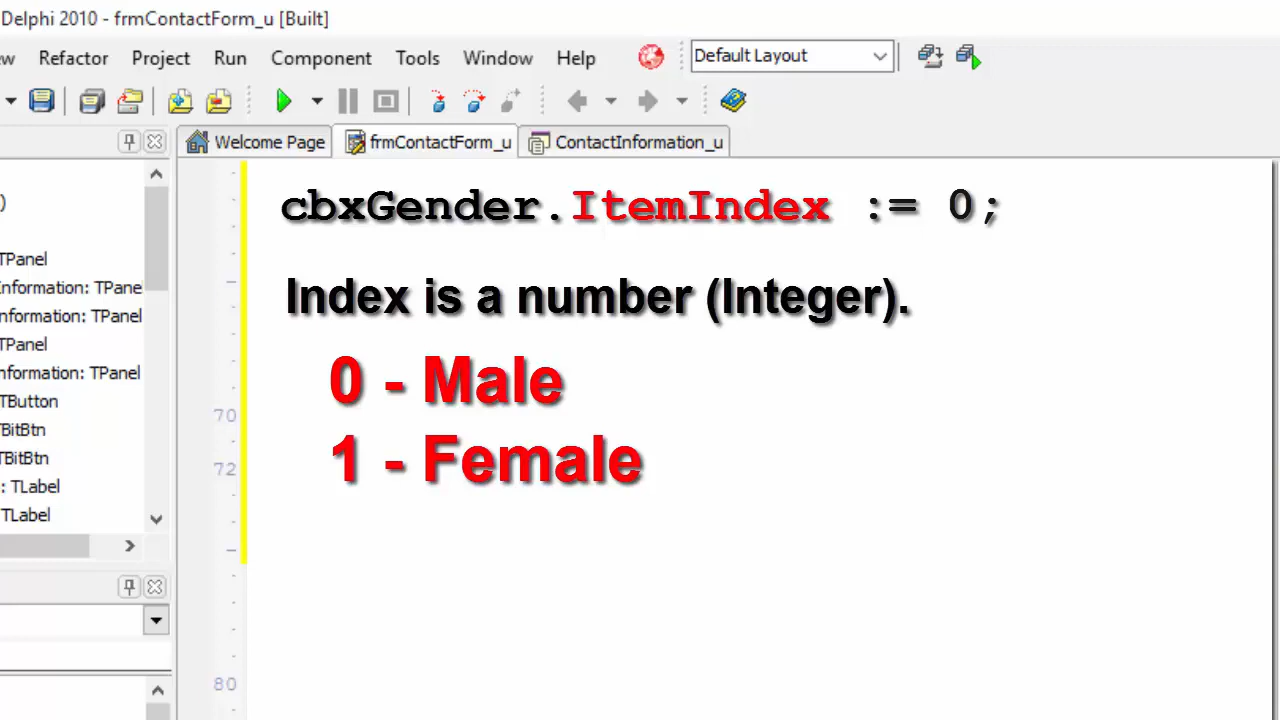 Delphi 2010 - frmContactForm_u [Built]
w Refactor Project Run Component Tools Window Help Default Layout
Welcome Page frmContactForm_u ContactInformation_u
)
TPanel
Information: TPane
Information: TPanel
TPanel
nformation: TPanel
TButton
BitBtn
TBitBtn
: TLabel
TLabel
cbxGender.ItemIndex := 0;
Index is a number (Integer).
0 - Male
1 - Female
70
72
80